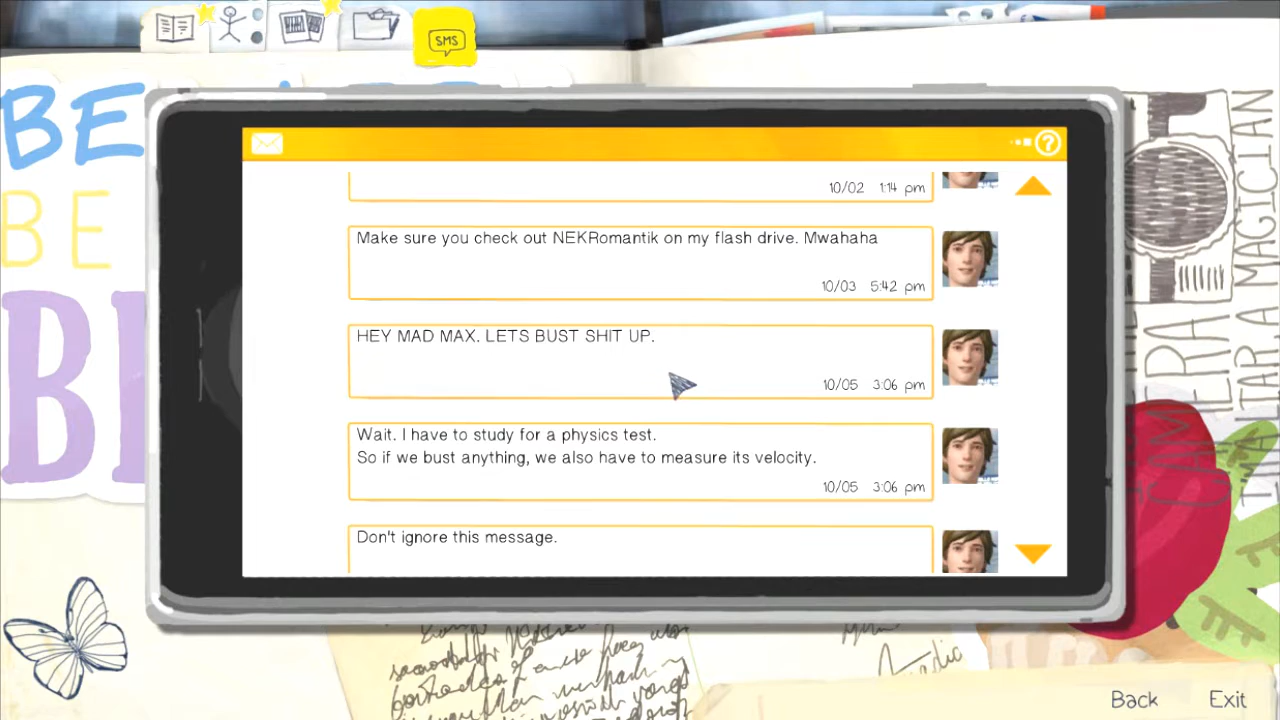 SMS
BE
BE
10/02 1:14 pm
Make sure you check out NEKRomantik on my flash drive. Mwahaha
10/03 5:42 pm
HEY MAD MAX. LETS BUST SHIT UP.
10/05 3:06 pm
Wait. I have to study for a physics test.
So if we bust anything, we also have to measure its velocity.
10/05 3:06 pm
Don't ignore this message.
MAGICIAN
Back
Exit